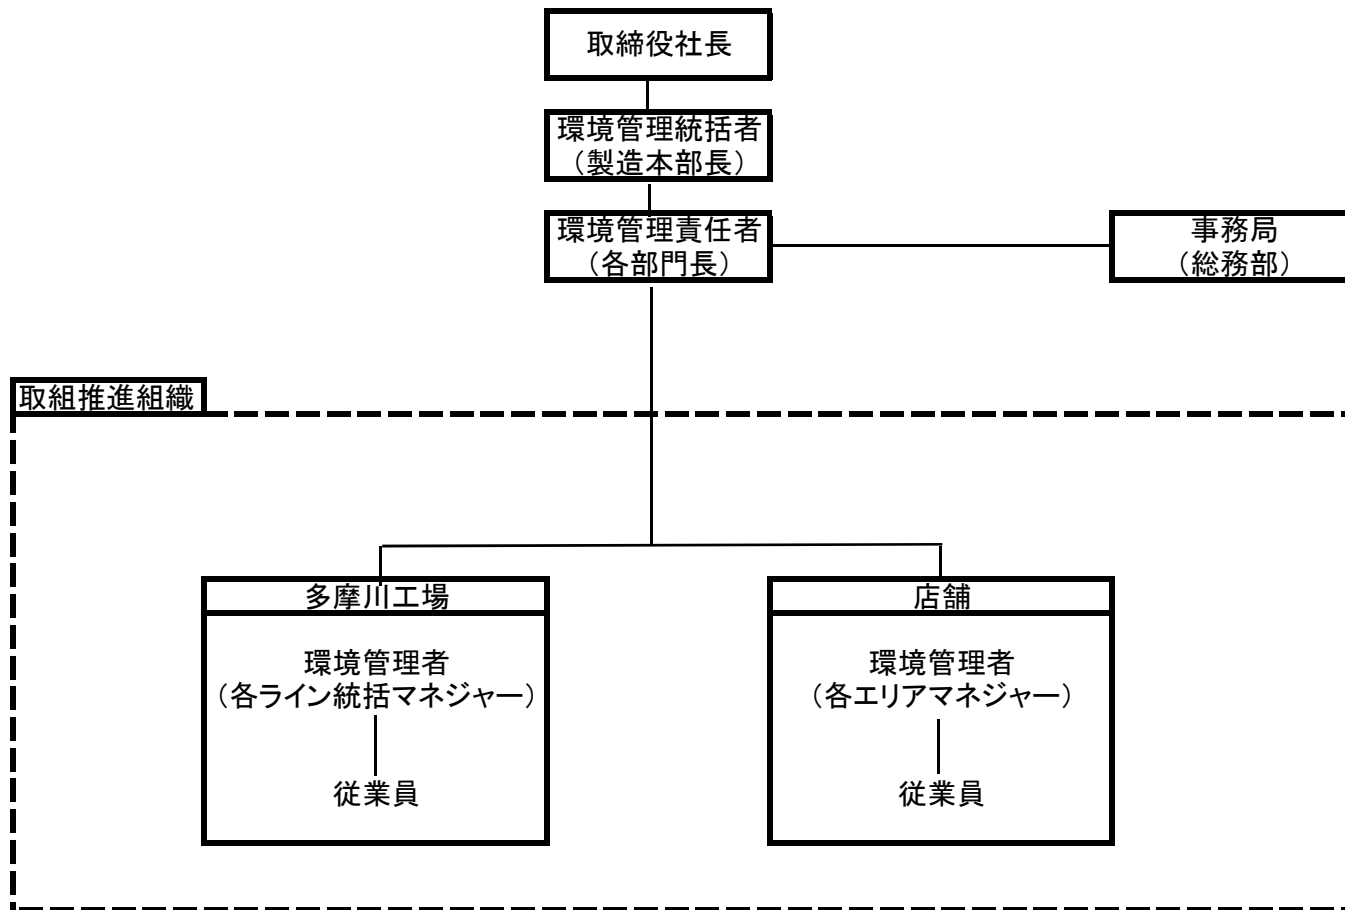 取締役社長
環境管理統括者
（製造本部長）
環境管理責任者
（各部門長）
事務局
（総務部）
取組推進組織
多摩川工場
環境管理者
（各ライン統括マネジャー）
従業員
店舗
環境管理者
（各エリアマネジャー）
従業員